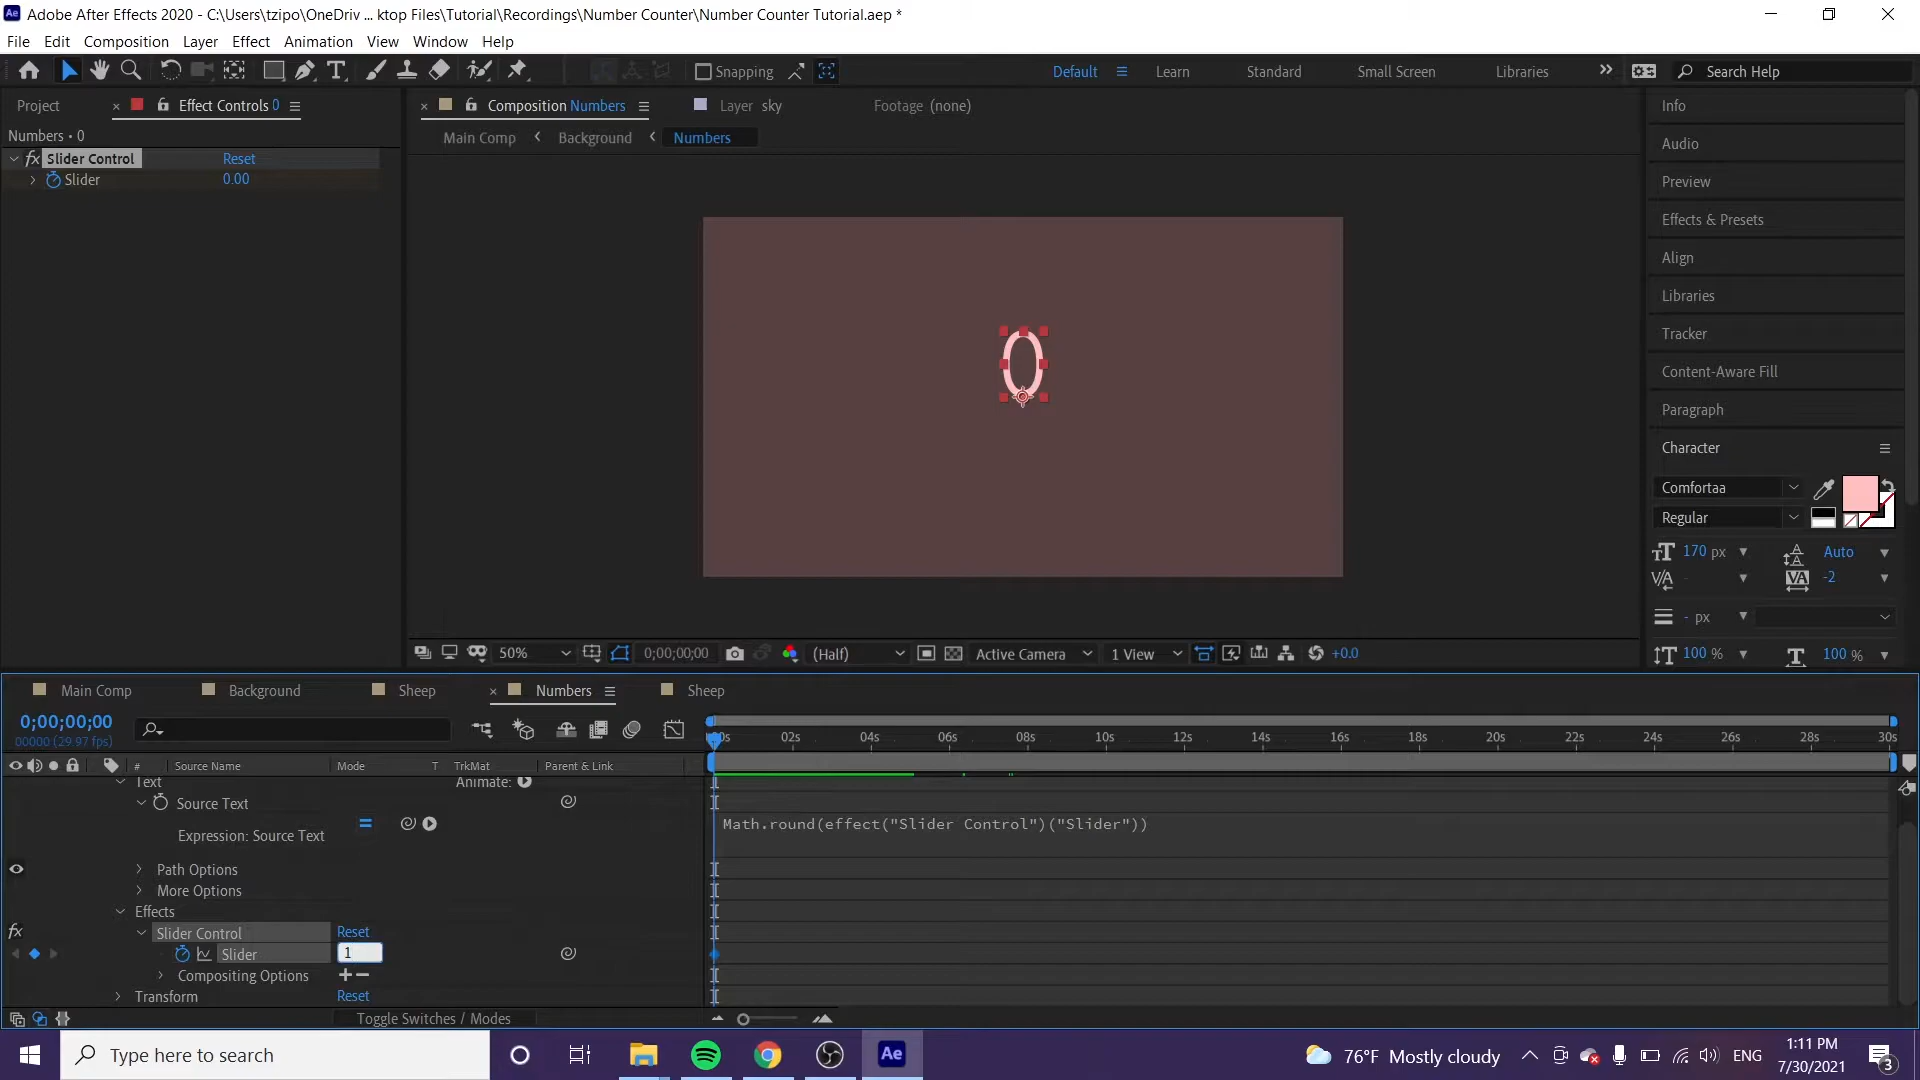 Adobe After Effects 2020 - C:\Users\tzipo\OneDriv ... ktop Files\Tutorial\Recordings\Number Counter\Number Counter Tutorial.aep *
File Edit Composition Layer Effect Animation View Window Help
Snapping Default Learn Standard Small Screen Libraries Search Help
Project Effect Controls 0 Composition Numbers Layer sky Footage (none) Info
Numbers • 0
Main Comp Background Numbers
Audio
fx Slider Control Reset
Slider 0.00
Preview
Effects & Presets
Align
Libraries
Tracker
0
Content-Aware Fill
Paragraph
Character
Comfortaa
Regular
170 px Auto
-2
- px
50% 0;00;00;00 (Half) Active Camera 1 View +0.0
100 % 100 %
Main Comp Background Sheep Numbers Sheep
0;00;00;00
00000 (29.97 fps)
02s 04s 06s 08s 10s 12s 14s 16s 18s 20s 22s 24s 26s 28s 30s
# Source Name Mode T TrkMat Parent & Link
Text Animate:
Source Text
Math.round(effect("Slider Control")("Slider"))
Expression: Source Text
Path Options
More Options
Effects
fx Slider Control Reset
Slider 1
Compositing Options
Transform Reset
Toggle Switches / Modes
Type here to search Ae 76°F Mostly cloudy ENG 1:11 PM
7/30/2021 3